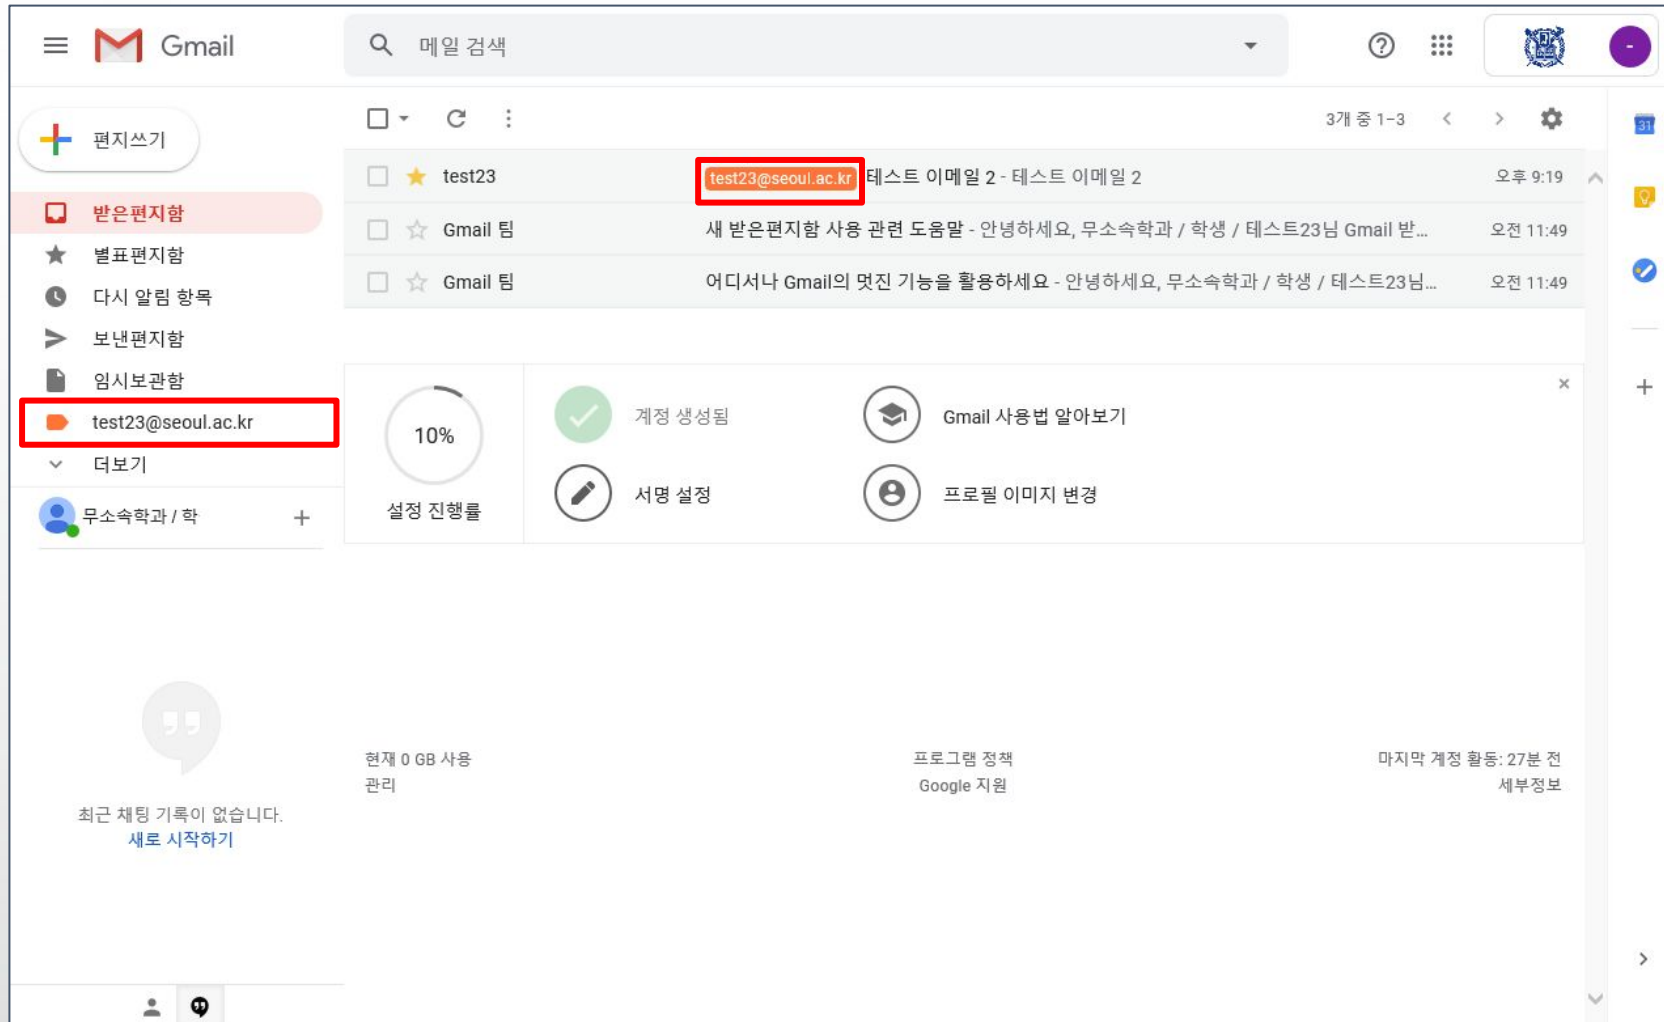 Gmail
메일 검색
편지쓰기
3개 중 1–3
31
받은편지함
별표편지함
다시 알림 항목
보낸편지함
임시보관함
test23@seoul.ac.kr
더보기
무소속학과 / 학
test23 test23@seoul.ac.kr 테스트 이메일 2 - 테스트 이메일 2 오후 9:19
Gmail 팀 새 받은편지함 사용 관련 도움말 - 안녕하세요, 무소속학과 / 학생 / 테스트23님 Gmail 받... 오전 11:49
Gmail 팀 어디서나 Gmail의 멋진 기능을 활용하세요 - 안녕하세요, 무소속학과 / 학생 / 테스트23님... 오전 11:49
10%
설정 진행률
계정 생성됨
Gmail 사용법 알아보기
서명 설정
프로필 이미지 변경
현재 0 GB 사용
관리
프로그램 정책
Google 지원
마지막 계정 활동: 27분 전
세부정보
최근 채팅 기록이 없습니다.
새로 시작하기